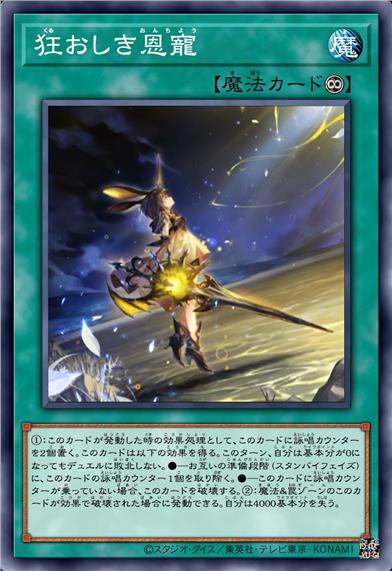 狂おしき恩寵
魔
【魔法カード】
①:このカードが発動した時の効果処理として、このカードに詠唱カウンター
を2個置く。このカードは以下の効果を得る。このターン、自分は基本分が0に
なってもデュエルに敗北しない。●—お互いの準備段階(スタンバイフェイズ)
に、このカードの詠唱カウンター1個を取り除く。●—このカードに詠唱カウン
ターが乗っていない場合、このカードを破壊する。②:魔法&罠ゾーンのこのカ
ードが効果で破壊された場合に発動できる。自分は4000基本分を失う。
©スタジオ・ダイス/集英社・テレビ東京・KONAMI